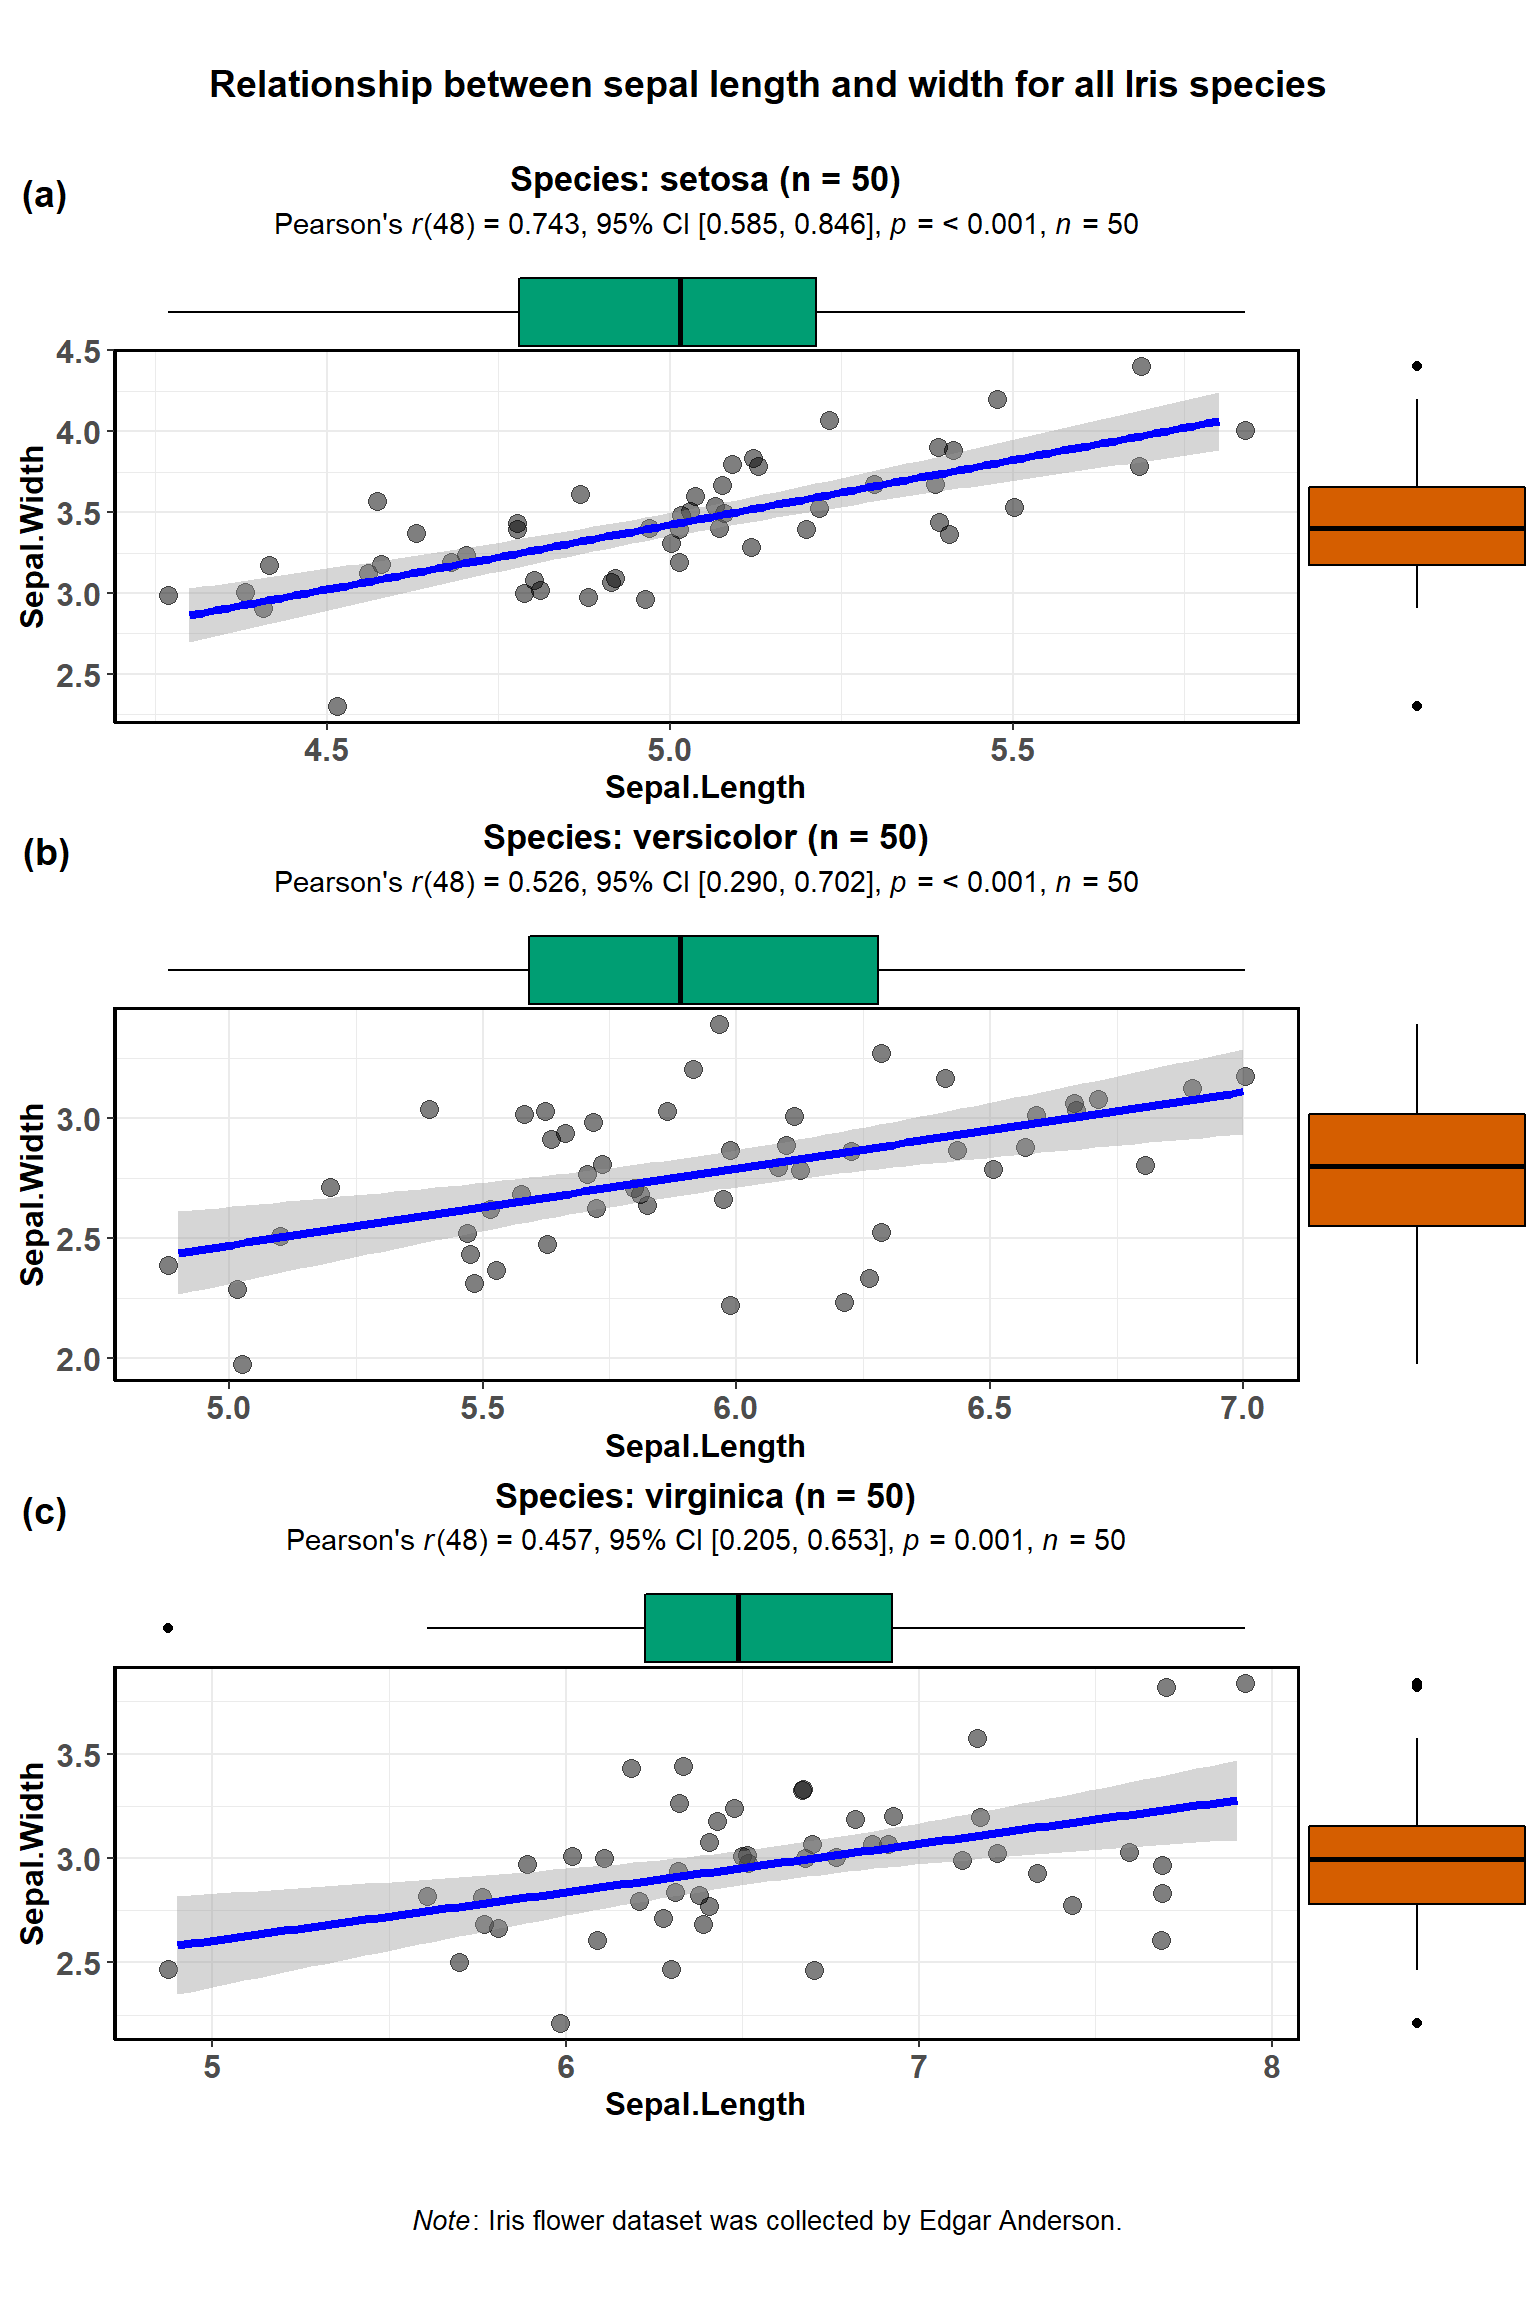 Relationship between sepal length and width for all Iris species
(a)
Species: setosa (n = 50)
Pearson's r(48) = 0.743, 95% CI [0.585, 0.846], p = < 0.001, n = 50
Sepal.Width
4.5
4.0
3.5
3.0
2.5
4.5 5.0 5.5
Sepal.Length
(b)
Species: versicolor (n = 50)
Pearson's r(48) = 0.526, 95% CI [0.290, 0.702], p = < 0.001, n = 50
Sepal.Width
3.0
2.5
2.0
5.0 5.5 6.0 6.5 7.0
Sepal.Length
(c)
Species: virginica (n = 50)
Pearson's r(48) = 0.457, 95% CI [0.205, 0.653], p = 0.001, n = 50
Sepal.Width
3.5
3.0
2.5
5 6 7 8
Sepal.Length
Note: Iris flower dataset was collected by Edgar Anderson.